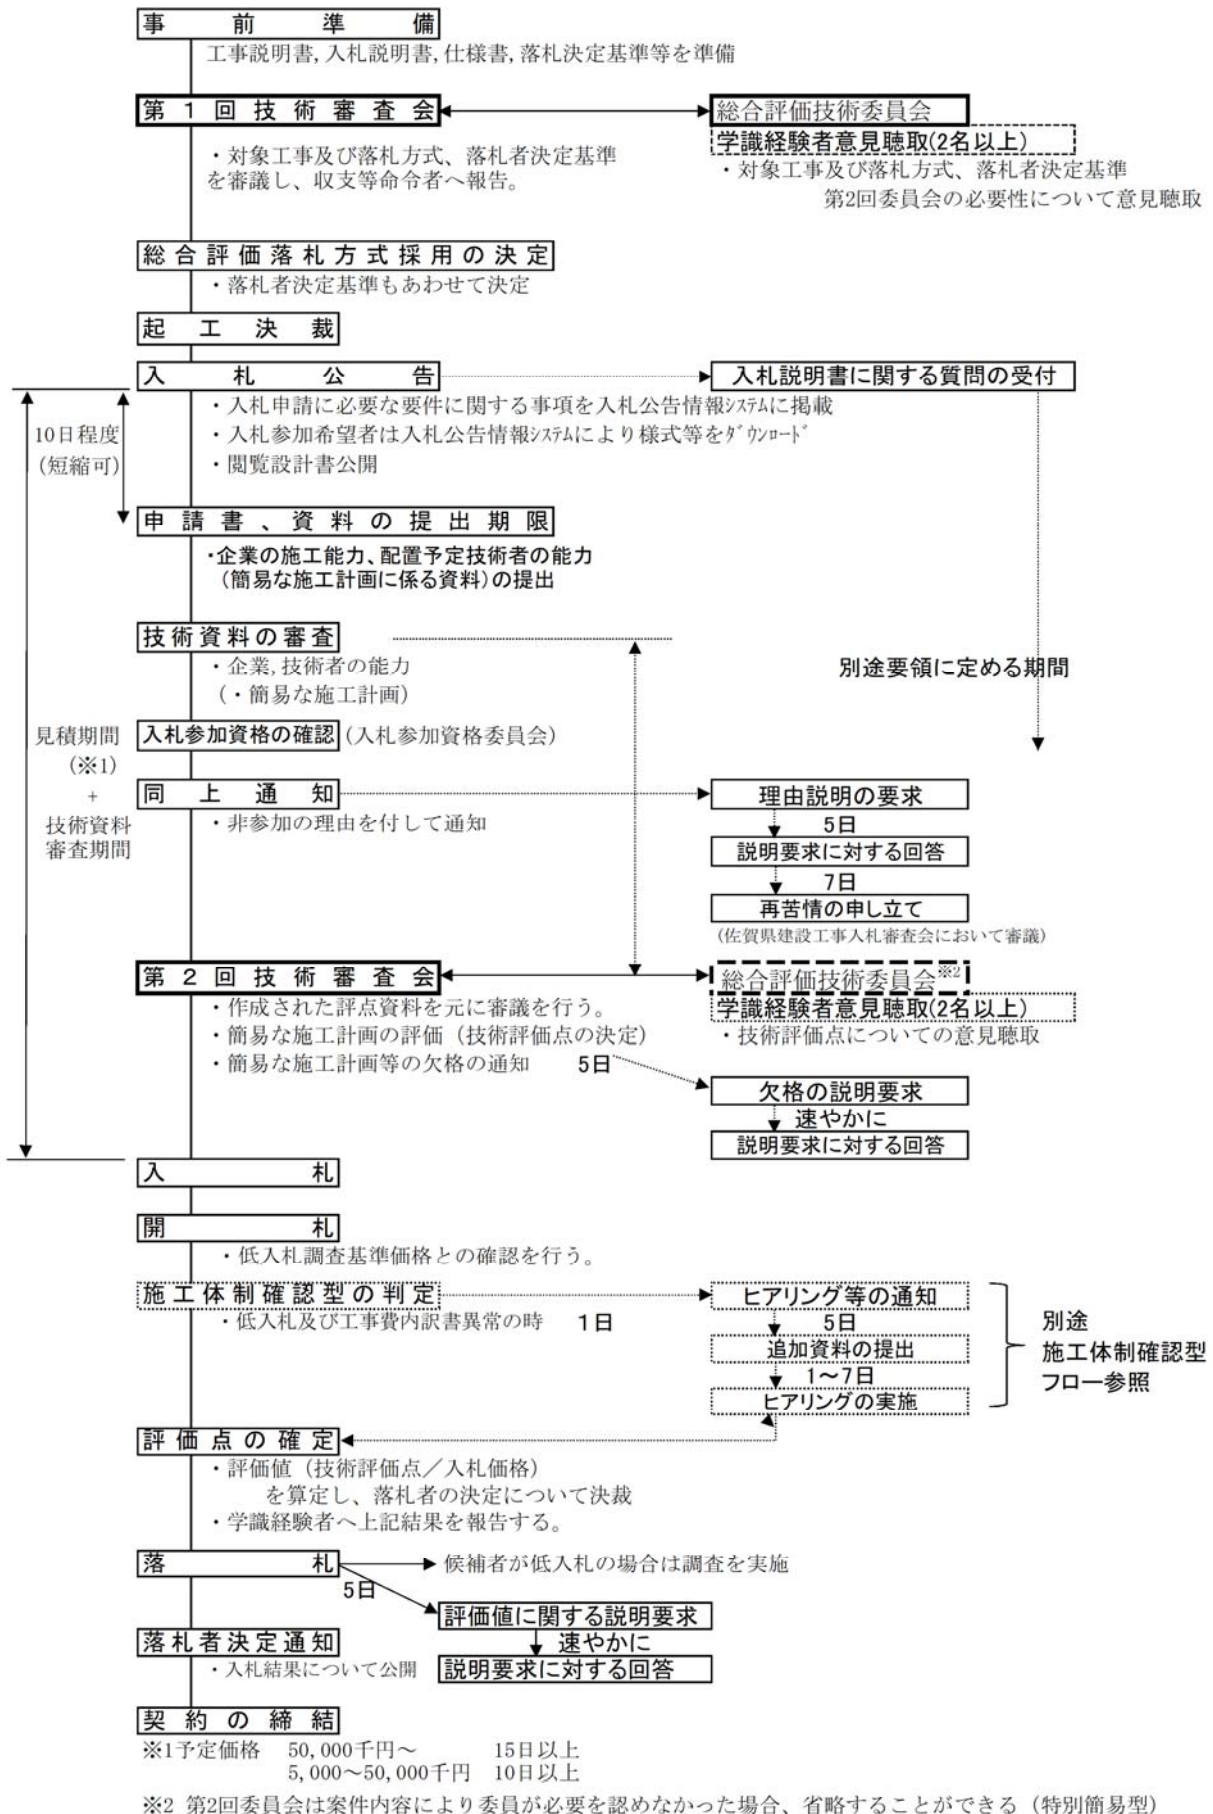 事前準備
工事説明書,入札説明書,仕様書,落札決定基準等を準備
第1回技術審査会
総合評価技術委員会
学識経験者意見聴取(2名以上)
・対象工事及び落札方式、落札者決定基準
を審議し、収支等命令者へ報告。
・対象工事及び落札方式、落札者決定基準
第2回委員会の必要性について意見聴取
総合評価落札方式採用の決定
・落札者決定基準もあわせて決定
起工決裁
入札公告
入札説明書に関する質問の受付
・入札申請に必要な要件に関する事項を入札公告情報ｼｽﾃﾑに掲載
10日程度
(短縮可)
・入札参加希望者は入札公告情報ｼｽﾃﾑにより様式等をﾀﾞｳﾝﾛｰﾄﾞ
・閲覧設計書公開
申請書、資料の提出期限
・企業の施工能力、配置予定技術者の能力
(簡易な施工計画に係る資料)の提出
技術資料の審査
・企業,技術者の能力
(・簡易な施工計画)
別途要領に定める期間
見積期間
(※1)
+
技術資料
審査期間
入札参加資格の確認 (入札参加資格委員会)
同上通知
・非参加の理由を付して通知
理由説明の要求
5日
説明要求に対する回答
7日
再苦情の申し立て
(佐賀県建設工事入札審査会において審議)
第2回技術審査会
総合評価技術委員会※2
学識経験者意見聴取(2名以上)
・作成された評点資料を元に審議を行う。
・簡易な施工計画の評価（技術評価点の決定）
・技術評価点についての意見聴取
・簡易な施工計画等の欠格の通知 5日
欠格の説明要求
速やかに
説明要求に対する回答
入札
開札
・低入札調査基準価格との確認を行う。
施工体制確認型の判定
・低入札及び工事費内訳書異常の時 1日
ヒアリング等の通知
5日
追加資料の提出
1～7日
ヒアリングの実施
別途
施工体制確認型
フロー参照
評価点の確定
・評価値（技術評価点／入札価格）
を算定し、落札者の決定について決裁
・学識経験者へ上記結果を報告する。
落札
候補者が低入札の場合は調査を実施
5日
評価値に関する説明要求
速やかに
説明要求に対する回答
落札者決定通知
・入札結果について公開
契約の締結
※1予定価格 50,000千円～ 15日以上
5,000～50,000千円 10日以上
※2 第2回委員会は案件内容により委員が必要を認めなかった場合、省略することができる（特別簡易型）